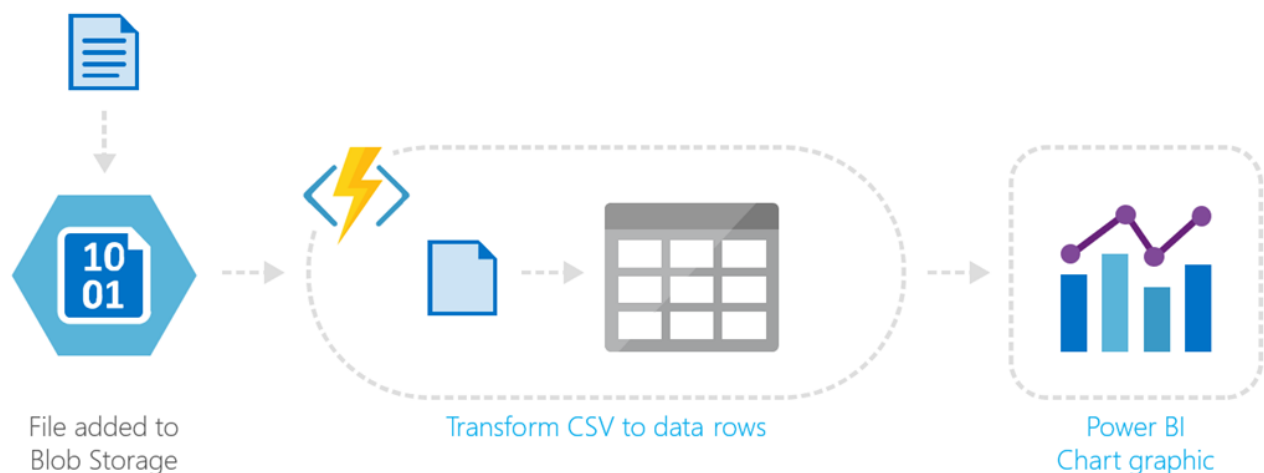 10
01
File added to
Blob Storage
Transform CSV to data rows
Power BI
Chart graphic